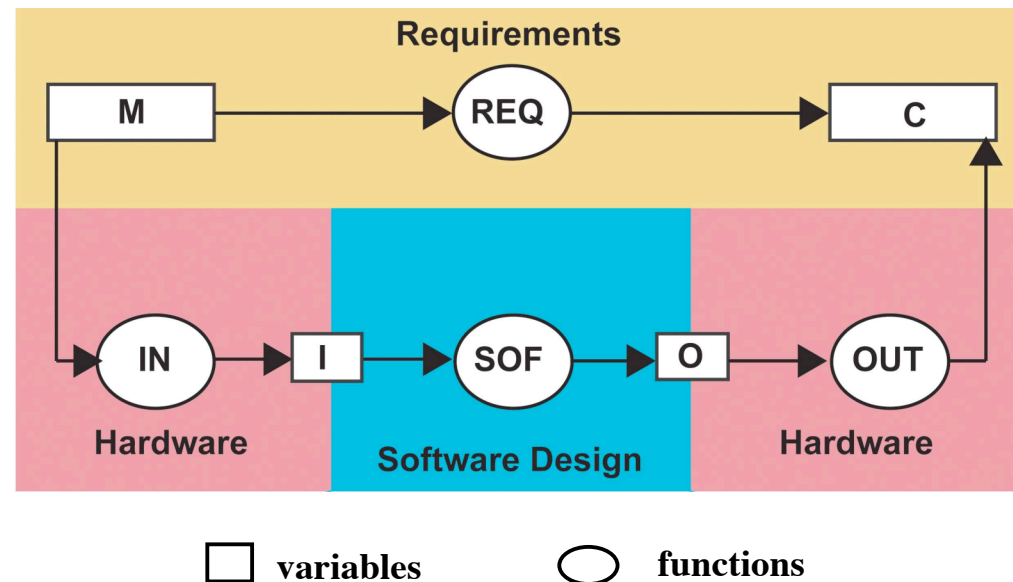 Requirements
M
REQ
C
IN
I
SOF
O
OUT
Hardware
Software Design
Hardware
variables
functions